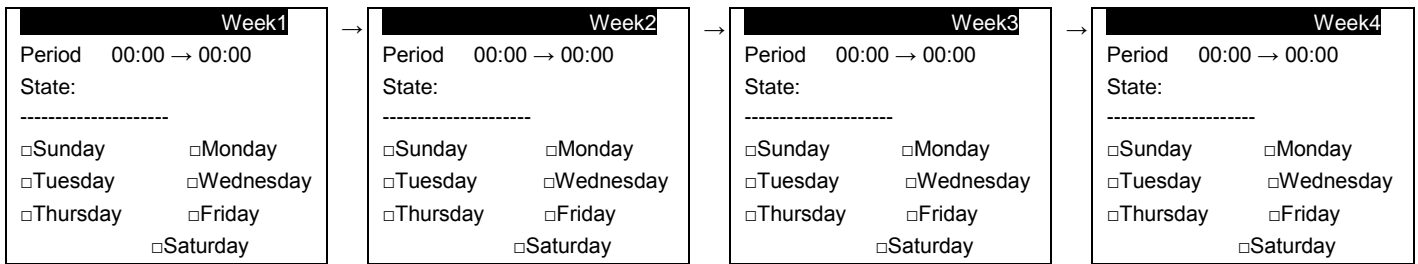 Week1
Period 00:00 → 00:00
State:
---------------------
□Sunday □Monday
□Tuesday □Wednesday
□Thursday □Friday
□Saturday
→
Week2
Period 00:00 → 00:00
State:
---------------------
□Sunday □Monday
□Tuesday □Wednesday
□Thursday □Friday
□Saturday
→
Week3
Period 00:00 → 00:00
State:
---------------------
□Sunday □Monday
□Tuesday □Wednesday
□Thursday □Friday
□Saturday
→
Week4
Period 00:00 → 00:00
State:
---------------------
□Sunday □Monday
□Tuesday □Wednesday
□Thursday □Friday
□Saturday